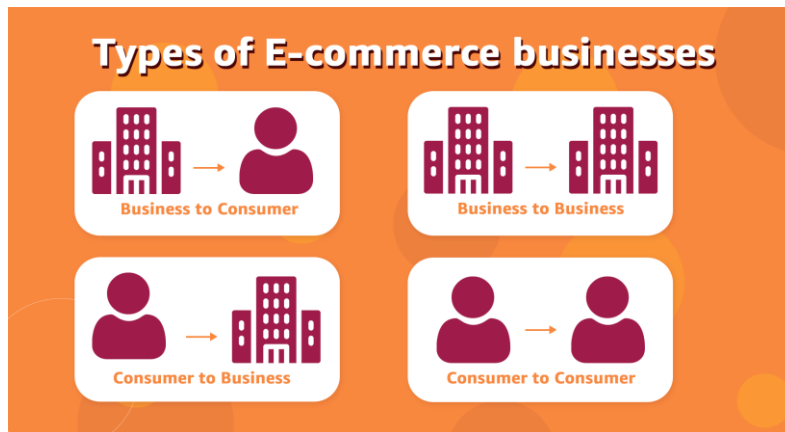 Types of E-commerce businesses
Business to Consumer
Business to Business
Consumer to Business
Consumer to Consumer